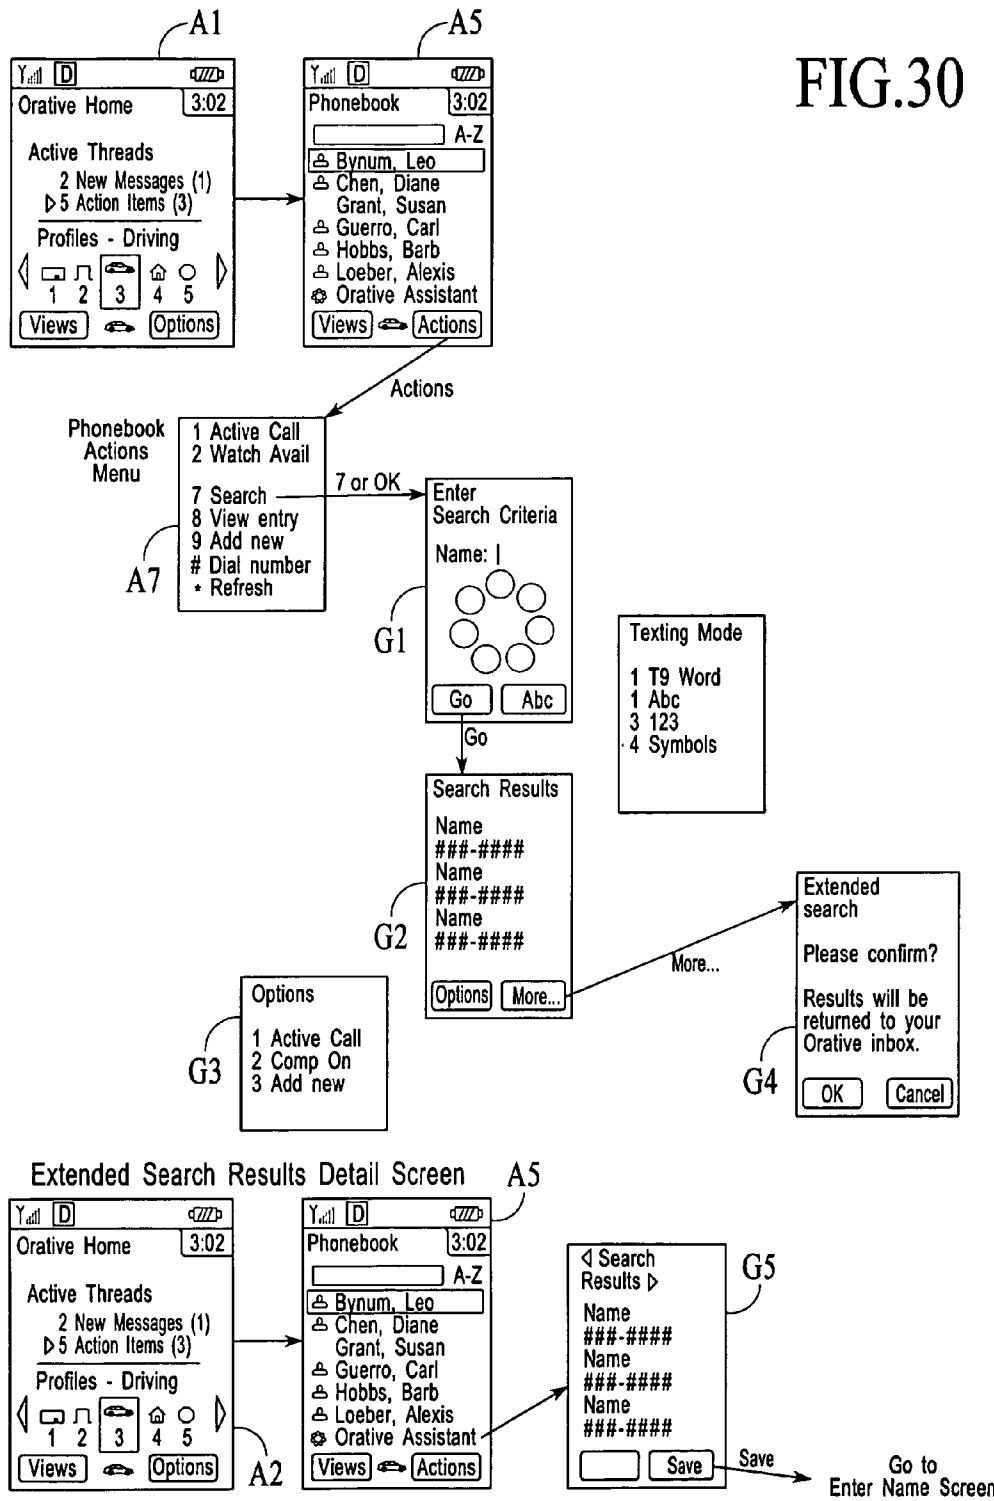 A1
A5
FIG.30
D
Orative Home
3:02
Active Threads
2 New Messages (1)
5 Action Items (3)
Profiles - Driving
1 2 3 4 5
Views
Options
D
Phonebook
3:02
A-Z
Bynum, Leo
Chen, Diane
Grant, Susan
Guerro, Carl
Hobbs, Barb
Loeber, Alexis
Orative Assistant
Views
Actions
Actions
Phonebook
Actions
Menu
1 Active Call
2 Watch Avail
7 Search
8 View entry
9 Add new
# Dial number
* Refresh
A7
7 or OK
Enter
Search Criteria
Name:
G1
Go
Abc
Go
Texting Mode
1 T9 Word
1 Abc
3 123
4 Symbols
Search Results
Name
###-####
Name
###-####
Name
###-####
G2
Options
More...
More...
Extended
search
Please confirm?
Results will be
returned to your
Orative inbox.
G4
OK
Cancel
Options
1 Active Call
2 Comp On
3 Add new
G3
Extended Search Results Detail Screen
A5
D
Orative Home
3:02
Active Threads
2 New Messages (1)
5 Action Items (3)
Profiles - Driving
1 2 3 4 5
Views
Options
A2
D
Phonebook
3:02
A-Z
Bynum, Leo
Chen, Diane
Grant, Susan
Guerro, Carl
Hobbs, Barb
Loeber, Alexis
Orative Assistant
Views
Actions
Search
Results
G5
Name
###-####
Name
###-####
Name
###-####
Save
Save
Go to
Enter Name Screen